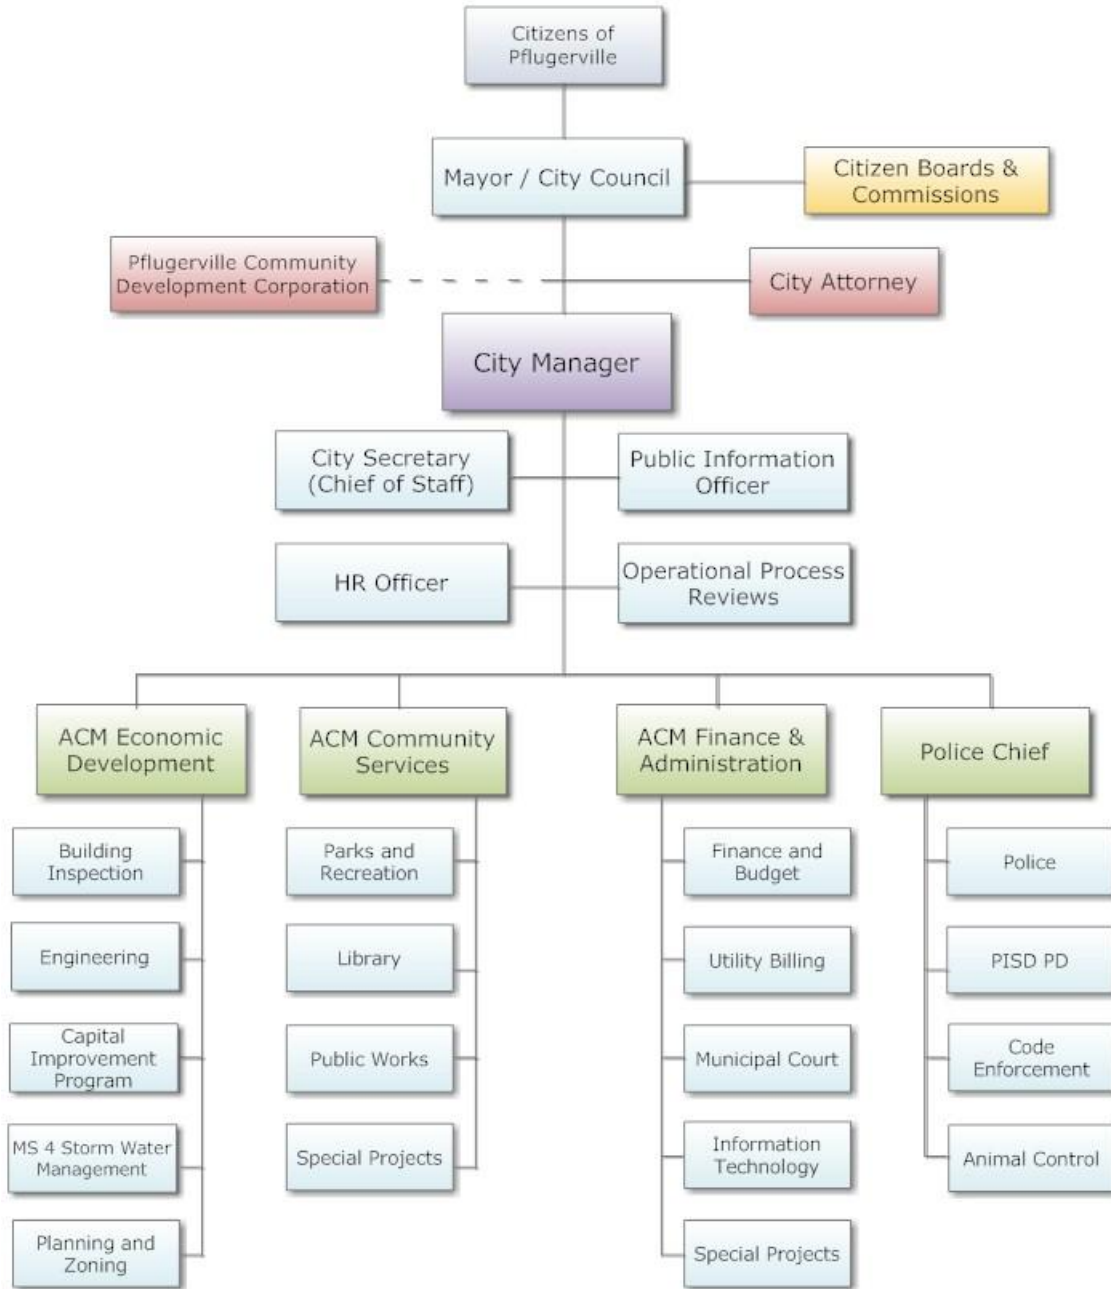 Citizens of
Pflugerville
Mayor / City Council
Citizen Boards &
Commissions
Pflugerville Community
Development Corporation
City Attorney
City Manager
City Secretary
(Chief of Staff)
Public Information
Officer
HR Officer
Operational Process
Reviews
ACM Economic
Development
ACM Community
Services
ACM Finance &
Administration
Police Chief
Building
Inspection
Parks and
Recreation
Finance and
Budget
Police
Engineering
Library
Utility Billing
PISD PD
Capital
Improvement
Program
Public Works
Municipal Court
Code
Enforcement
MS 4 Storm Water
Management
Special Projects
Information
Technology
Animal Control
Planning and
Zoning
Special Projects